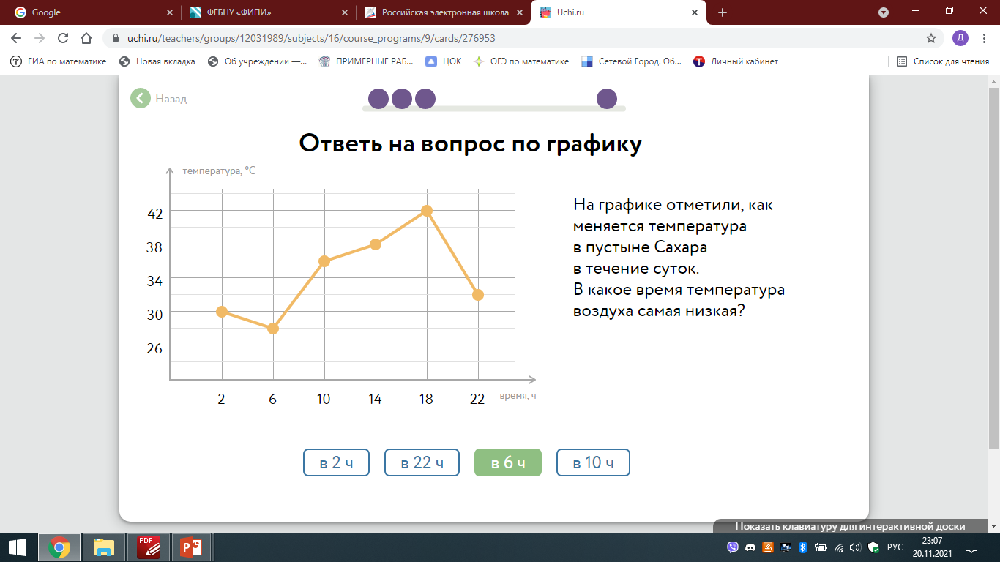 Google
ФГБНУ «ФИПИ»
Российская электронная школа
Uchi.ru
uchi.ru/teachers/groups/12031989/subjects/16/course_programs/9/cards/276953
Д
ГИА по математике
Новая вкладка
Об учреждении —...
ПРИМЕРНЫЕ РАБ...
ЦОК
ОГЭ по математике
Сетевой Город. Об...
Личный кабинет
Список для чтения
Назад
Ответь на вопрос по графику
температура, °C
42
38
34
30
26
2 6 10 14 18 22
время, ч
На графике отметили, как
меняется температура
в пустыне Сахара
в течение суток.
В какое время температура
воздуха самая низкая?
в 2 ч
в 22 ч
в 6 ч
в 10 ч
Показать клавиатуру для интерактивной доски
PDF
РУС
23:07
20.11.2021